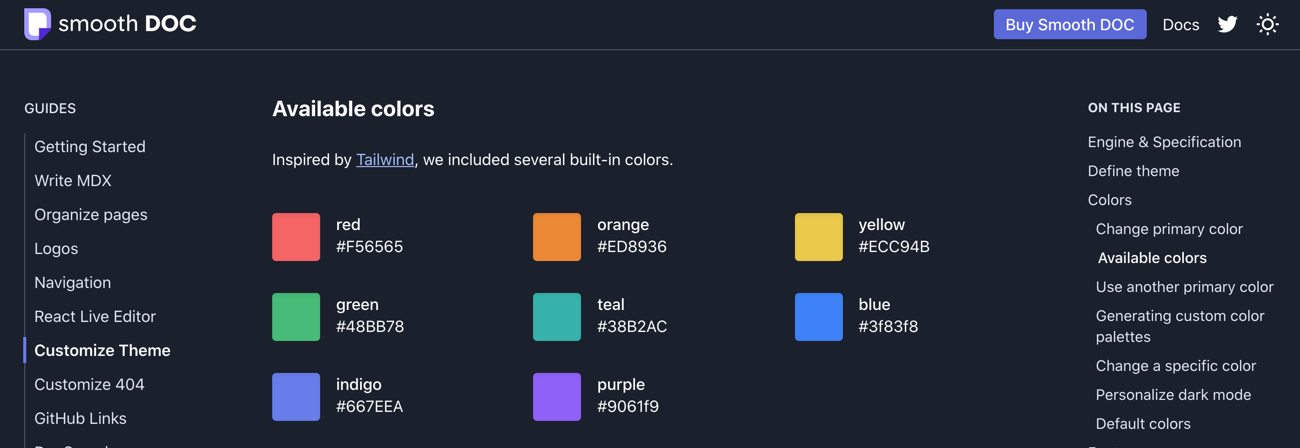 smooth DOC
Buy Smooth DOC
Docs
GUIDES
Getting Started
Write MDX
Organize pages
Logos
Navigation
React Live Editor
Customize Theme
Customize 404
GitHub Links
Available colors
Inspired by Tailwind, we included several built-in colors.
red
#F56565
orange
#ED8936
yellow
#ECC94B
green
#48BB78
teal
#38B2AC
blue
#3f83f8
indigo
#667EEA
purple
#9061f9
ON THIS PAGE
Engine & Specification
Define theme
Colors
Change primary color
Available colors
Use another primary color
Generating custom color
palettes
Change a specific color
Personalize dark mode
Default colors